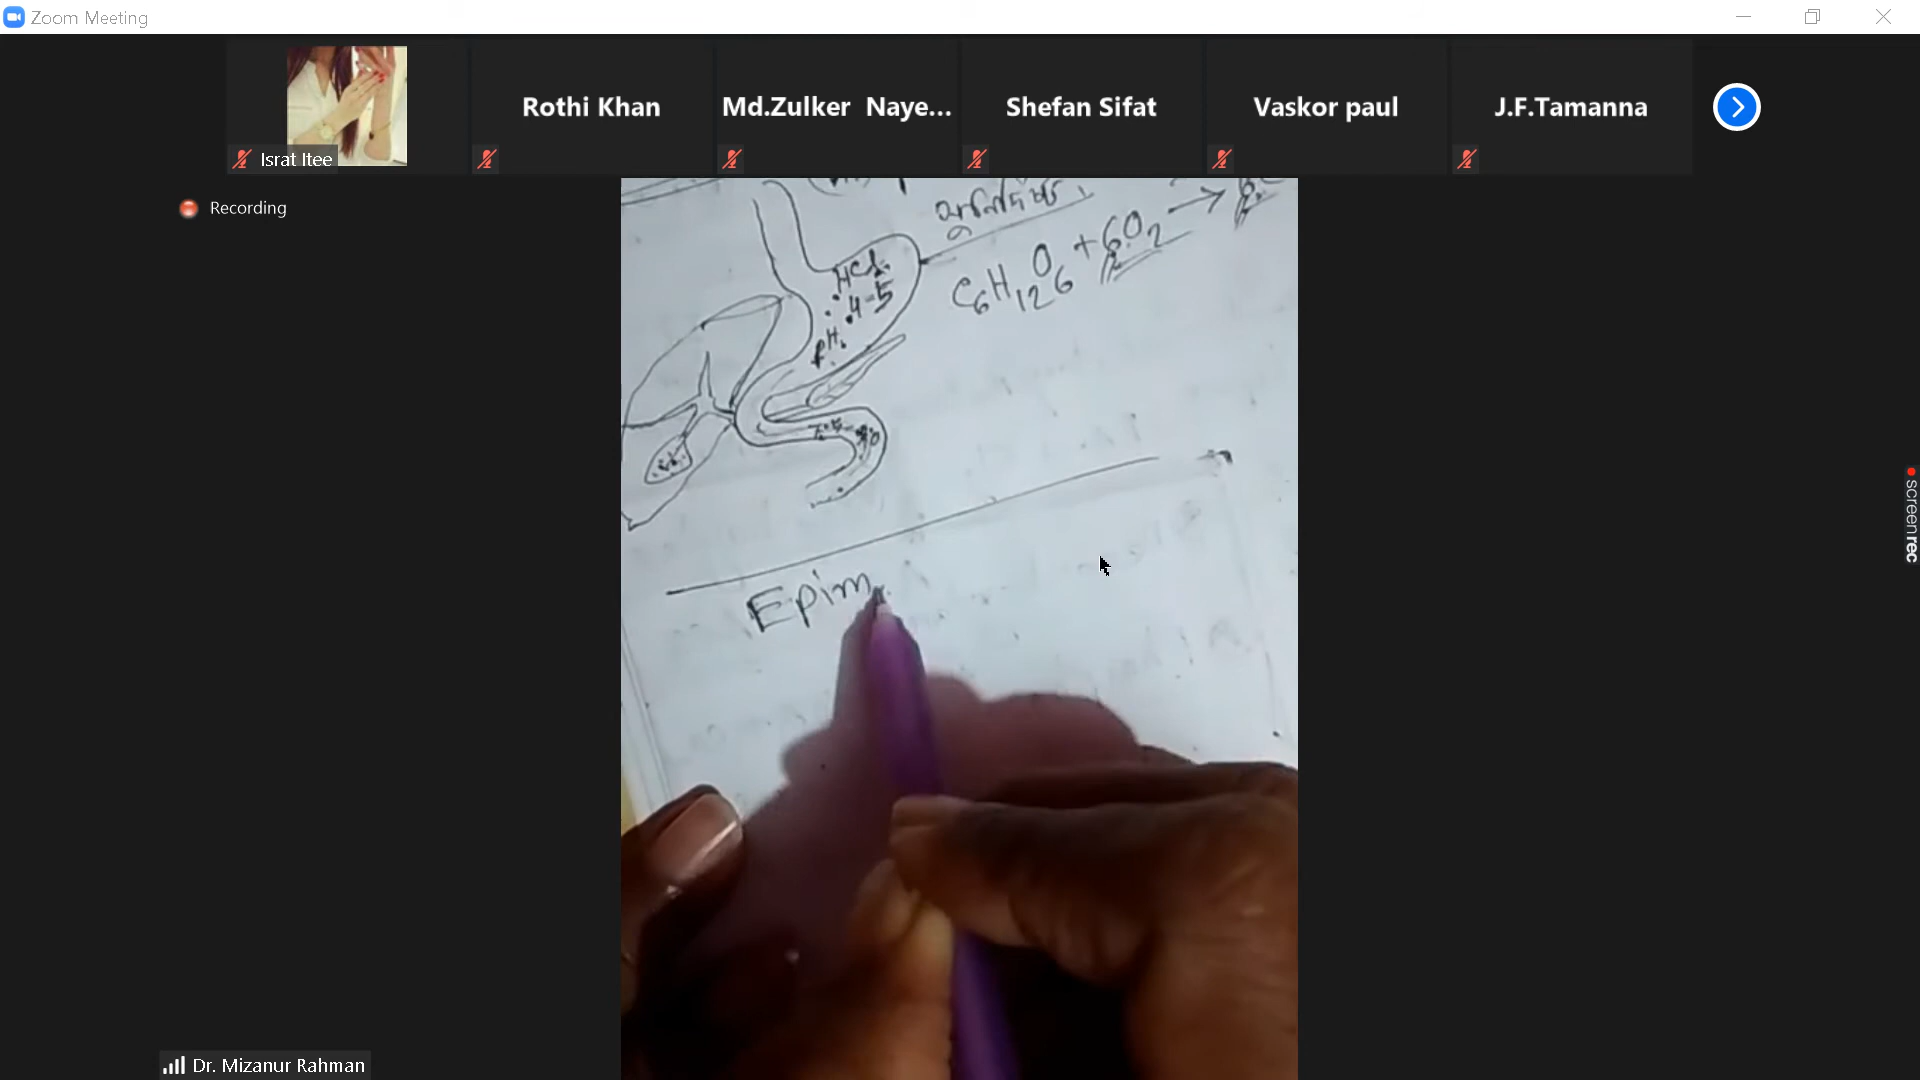 Zoom Meeting
Rothi Khan
Md.Zulker Naye...
Shefan Sifat
Vaskor paul
J.F.Tamanna
Israt Itee
Recording
HCl
4-5
PH
C6H12O6 + 6O2 →
Epim
screenrec
Dr. Mizanur Rahman